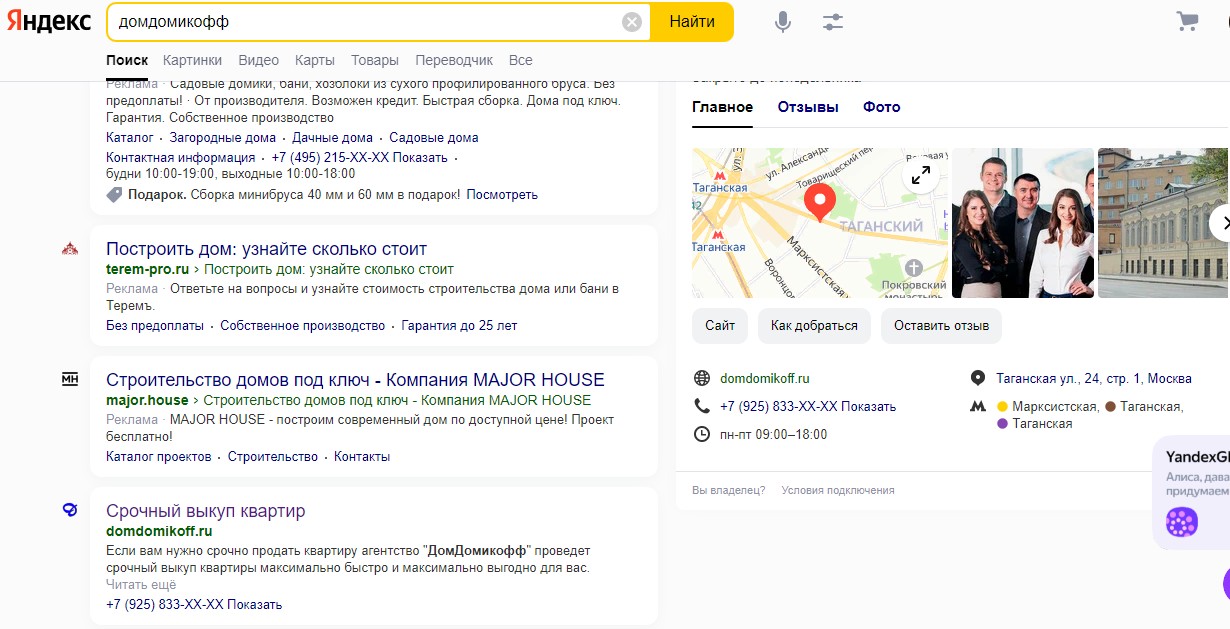 Яндекс
домдомикофф
Найти
Поиск Картинки Видео Карты Товары Переводчик Все
Реклама · Садовые домики, бани, хозблоки из сухого профилированного бруса. Без
предоплаты! · От производителя. Возможен кредит. Быстрая сборка. Дома под ключ.
Гарантия. Собственное производство
Каталог · Загородные дома · Дачные дома · Садовые дома
Контактная информация · +7 (495) 215-XX-XX Показать ·
будни 10:00-19:00, выходные 10:00-18:00
Подарок. Сборка минибруса 40 мм и 60 мм в подарок! Посмотреть
Построить дом: узнайте сколько стоит
terem-pro.ru › Построить дом: узнайте сколько стоит
Реклама · Ответьте на вопросы и узнайте стоимость строительства дома или бани в
Теремъ.
Без предоплаты · Собственное производство · Гарантия до 25 лет
МН
Строительство домов под ключ - Компания MAJOR HOUSE
major.house › Строительство домов под ключ - Компания MAJOR HOUSE
Реклама · MAJOR HOUSE - построим современный дом по доступной цене! Проект
бесплатно!
Каталог проектов · Строительство · Контакты
Срочный выкуп квартир
domdomikoff.ru
Если вам нужно срочно продать квартиру агентство "ДомДомикофф" проведет
срочный выкуп квартиры максимально быстро и максимально выгодно для вас.
Читать ещё
+7 (925) 833-XX-XX Показать
Закрыто до понедельника
Главное Отзывы Фото
ул. Александр
Товарищеский пер
Таганская
ТАГАНСКИЙ
Таганская
Марксистская ул.
Воронцо
Покровский
монастырь
Сайт
Как добраться
Оставить отзыв
domdomikoff.ru
+7 (925) 833-XX-XX Показать
пн-пт 09:00–18:00
Таганская ул., 24, стр. 1, Москва
Марксистская, Таганская,
Таганская
Вы владелец? Условия подключения
YandexG
Алиса, дава
придумаем